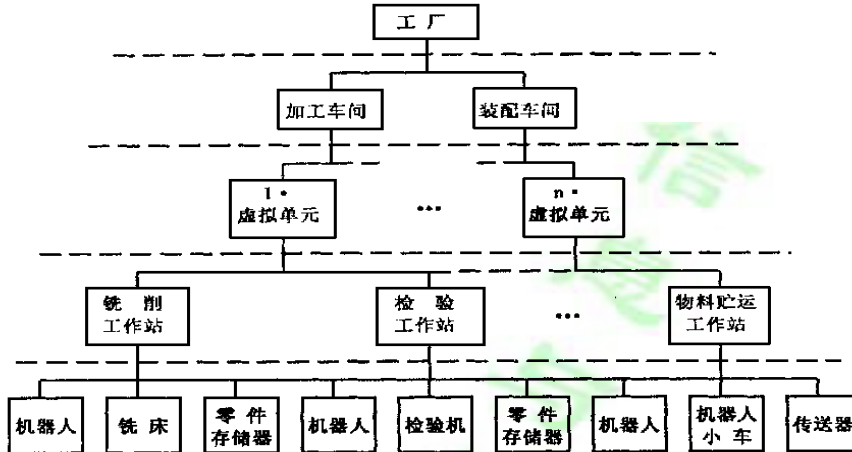 工厂
加工车间
装配车间
1·
虚拟单元
...
n·
虚拟单元
铣削
工作站
检验
工作站
...
物料贮运
工作站
机器人
铣床
零件
存储器
机器人
检验机
零件
存储器
机器人
机器人
小车
传送器
信
息